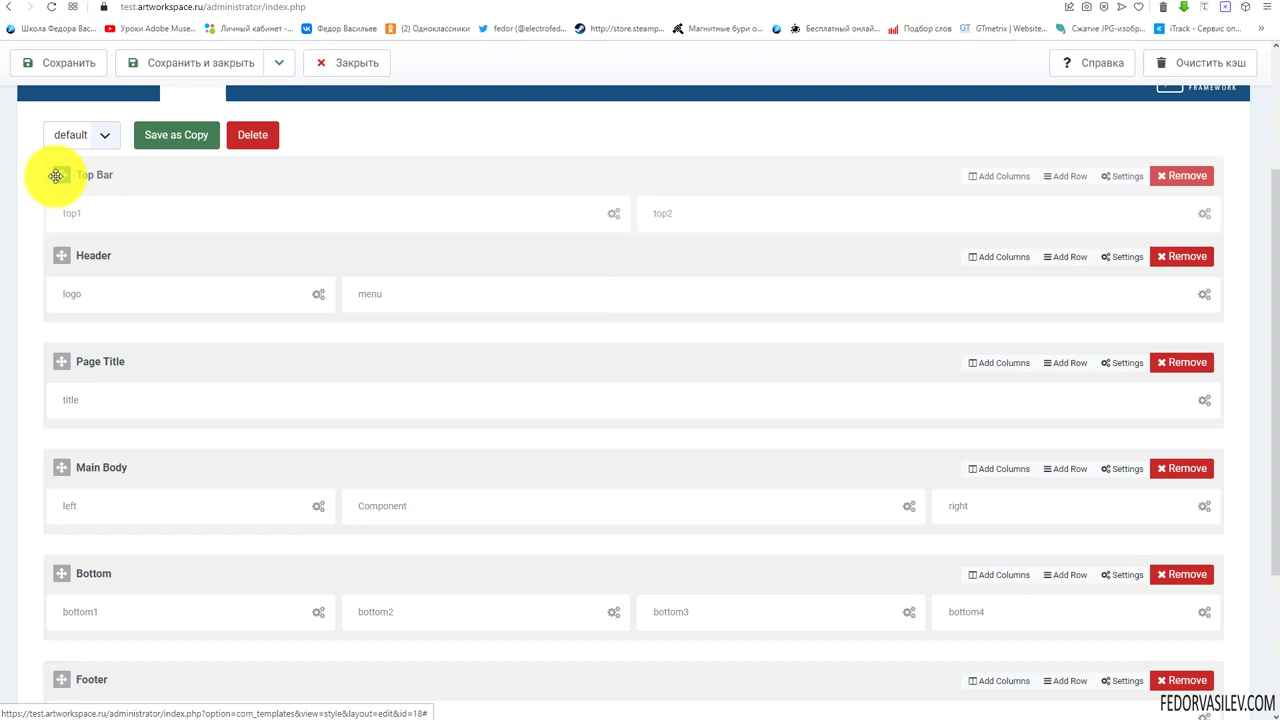 test.artworkspace.ru/administrator/index.php
Школа Федора Вас...
Уроки Adobe Muse...
Личный кабинет -...
Федор Васильев
(2) Одноклассники
fedor (@electrofed...
http://store.steamp...
Магнитные бури о...
Бесплатный онлай...
Подбор слов
GTmetrix | Website...
Сжатие JPG-изобр...
iTrack - Сервис оп...
Сохранить
Сохранить и закрыть
Закрыть
? Справка
Очистить кэш
FRAMEWORK
default
Save as Copy
Delete
Top Bar
Add Columns
Add Row
Settings
Remove
top1
top2
Header
Add Columns
Add Row
Settings
Remove
logo
menu
Page Title
Add Columns
Add Row
Settings
Remove
title
Main Body
Add Columns
Add Row
Settings
Remove
left
Component
right
Bottom
Add Columns
Add Row
Settings
Remove
bottom1
bottom2
bottom3
bottom4
Footer
Add Columns
Add Row
Settings
Remove
https://test.artworkspace.ru/administrator/index.php?option=com_templates&view=style&layout=edit&id=18#
FEDORVASILEV.COM